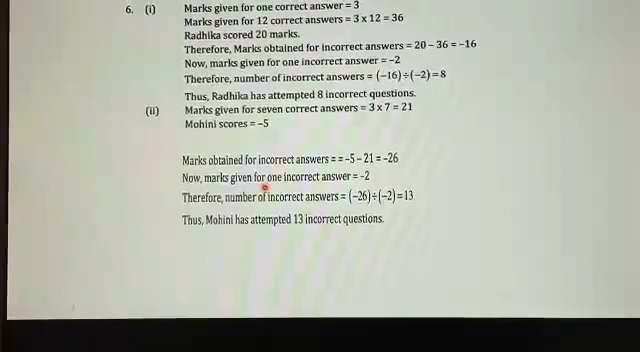 6. (i) Marks given for one correct answer = 3
Marks given for 12 correct answers = 3 x 12 = 36
Radhika scored 20 marks.
Therefore, Marks obtained for incorrect answers = 20 – 36 = –16
Now, marks given for one incorrect answer = –2
Therefore, number of incorrect answers = (–16)÷(–2)=8
Thus, Radhika has attempted 8 incorrect questions.
(ii) Marks given for seven correct answers = 3 x 7 = 21
Mohini scores = –5
Marks obtained for incorrect answers = = –5 – 21 = –26
Now, marks given for one incorrect answer = –2
Therefore, number of incorrect answers = (–26)÷(–2)=13
Thus, Mohini has attempted 13 incorrect questions.